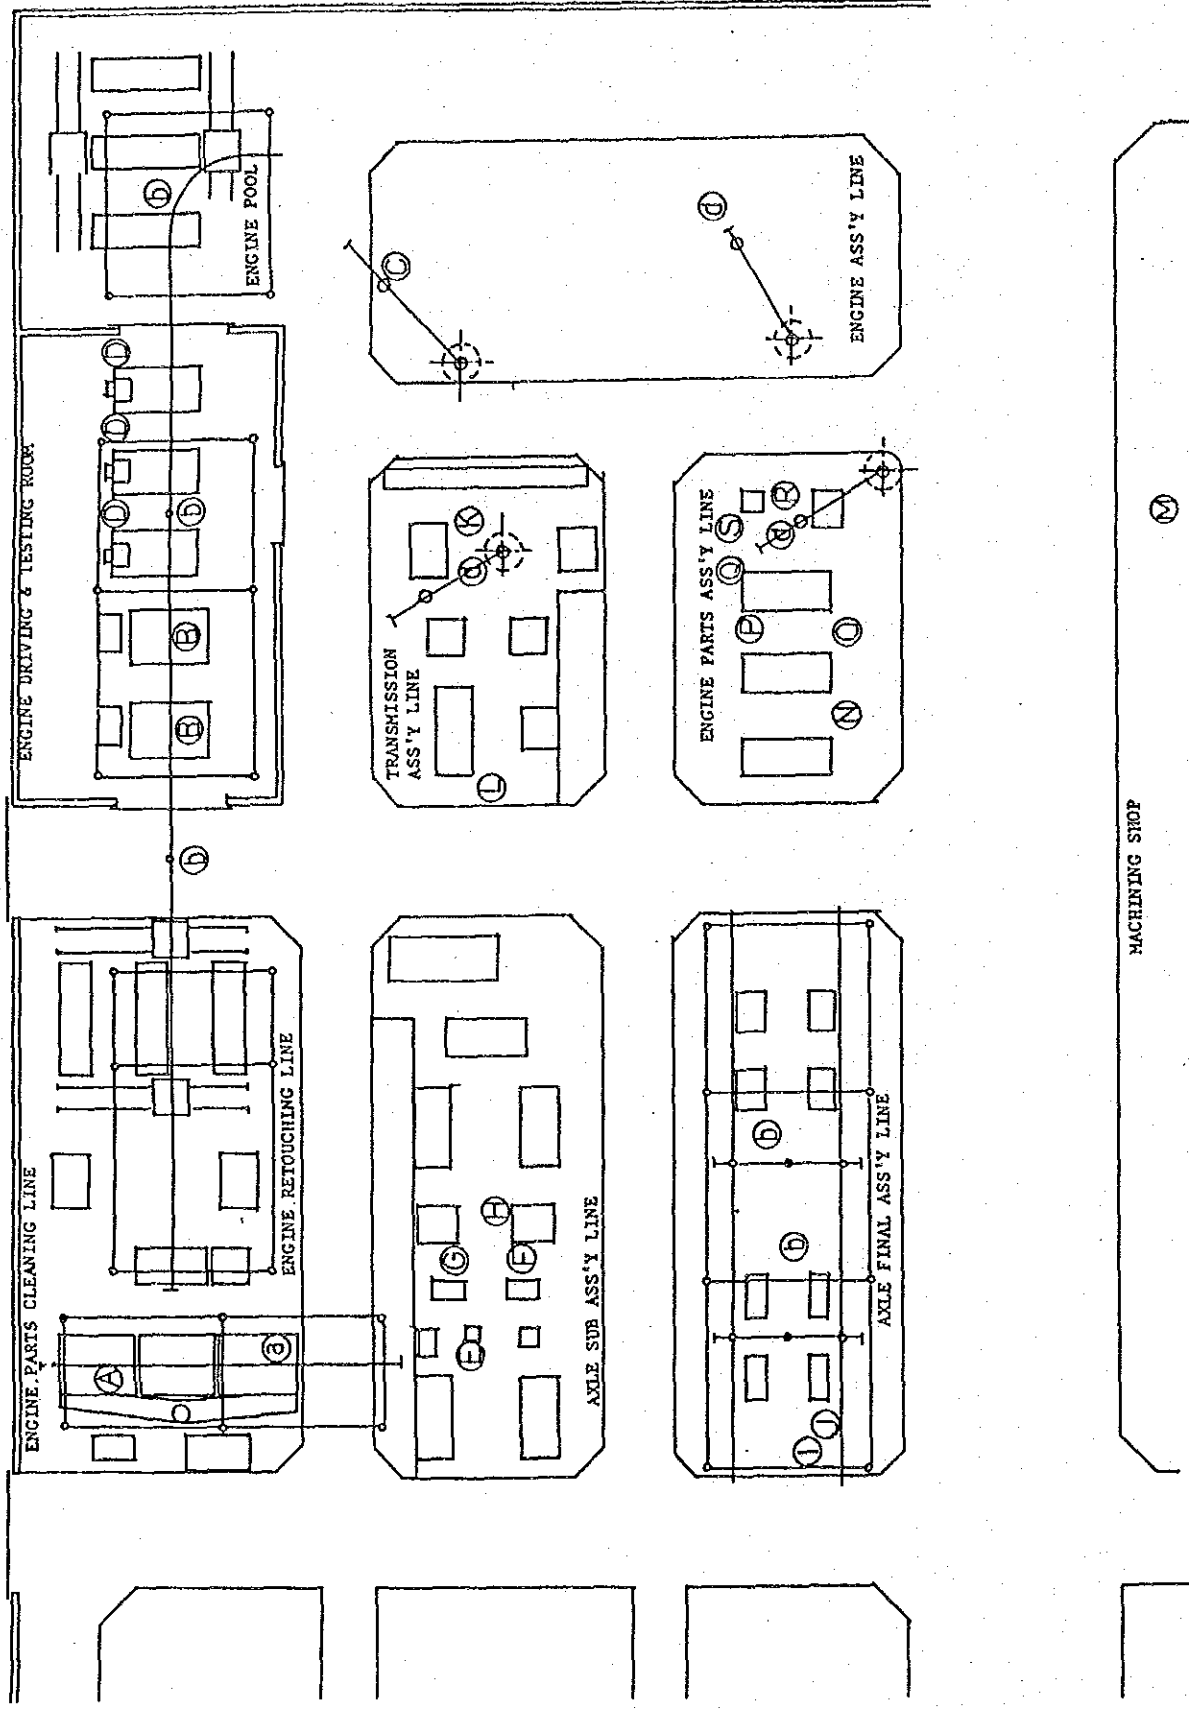 ENGINE.PARTS CLEANING LINE
A
a
ENGINE.RETOUCHING LINE
b
ENGINE DRIVING & TESTING ROOM
B
B
D
D
D
b
b
ENGINE POOL
E
G
F
H
AXLE SUB ASS'Y LINE
TRANSMISSION
ASS'Y LINE
L
d
K
C
d
ENGINE ASS'Y LINE
I
J
b
b
AXLE FINAL ASS'Y LINE
ENGINE PARTS ASS'Y LINE
N
O
P
Q
S
d
R
MACHINING SHOP
M